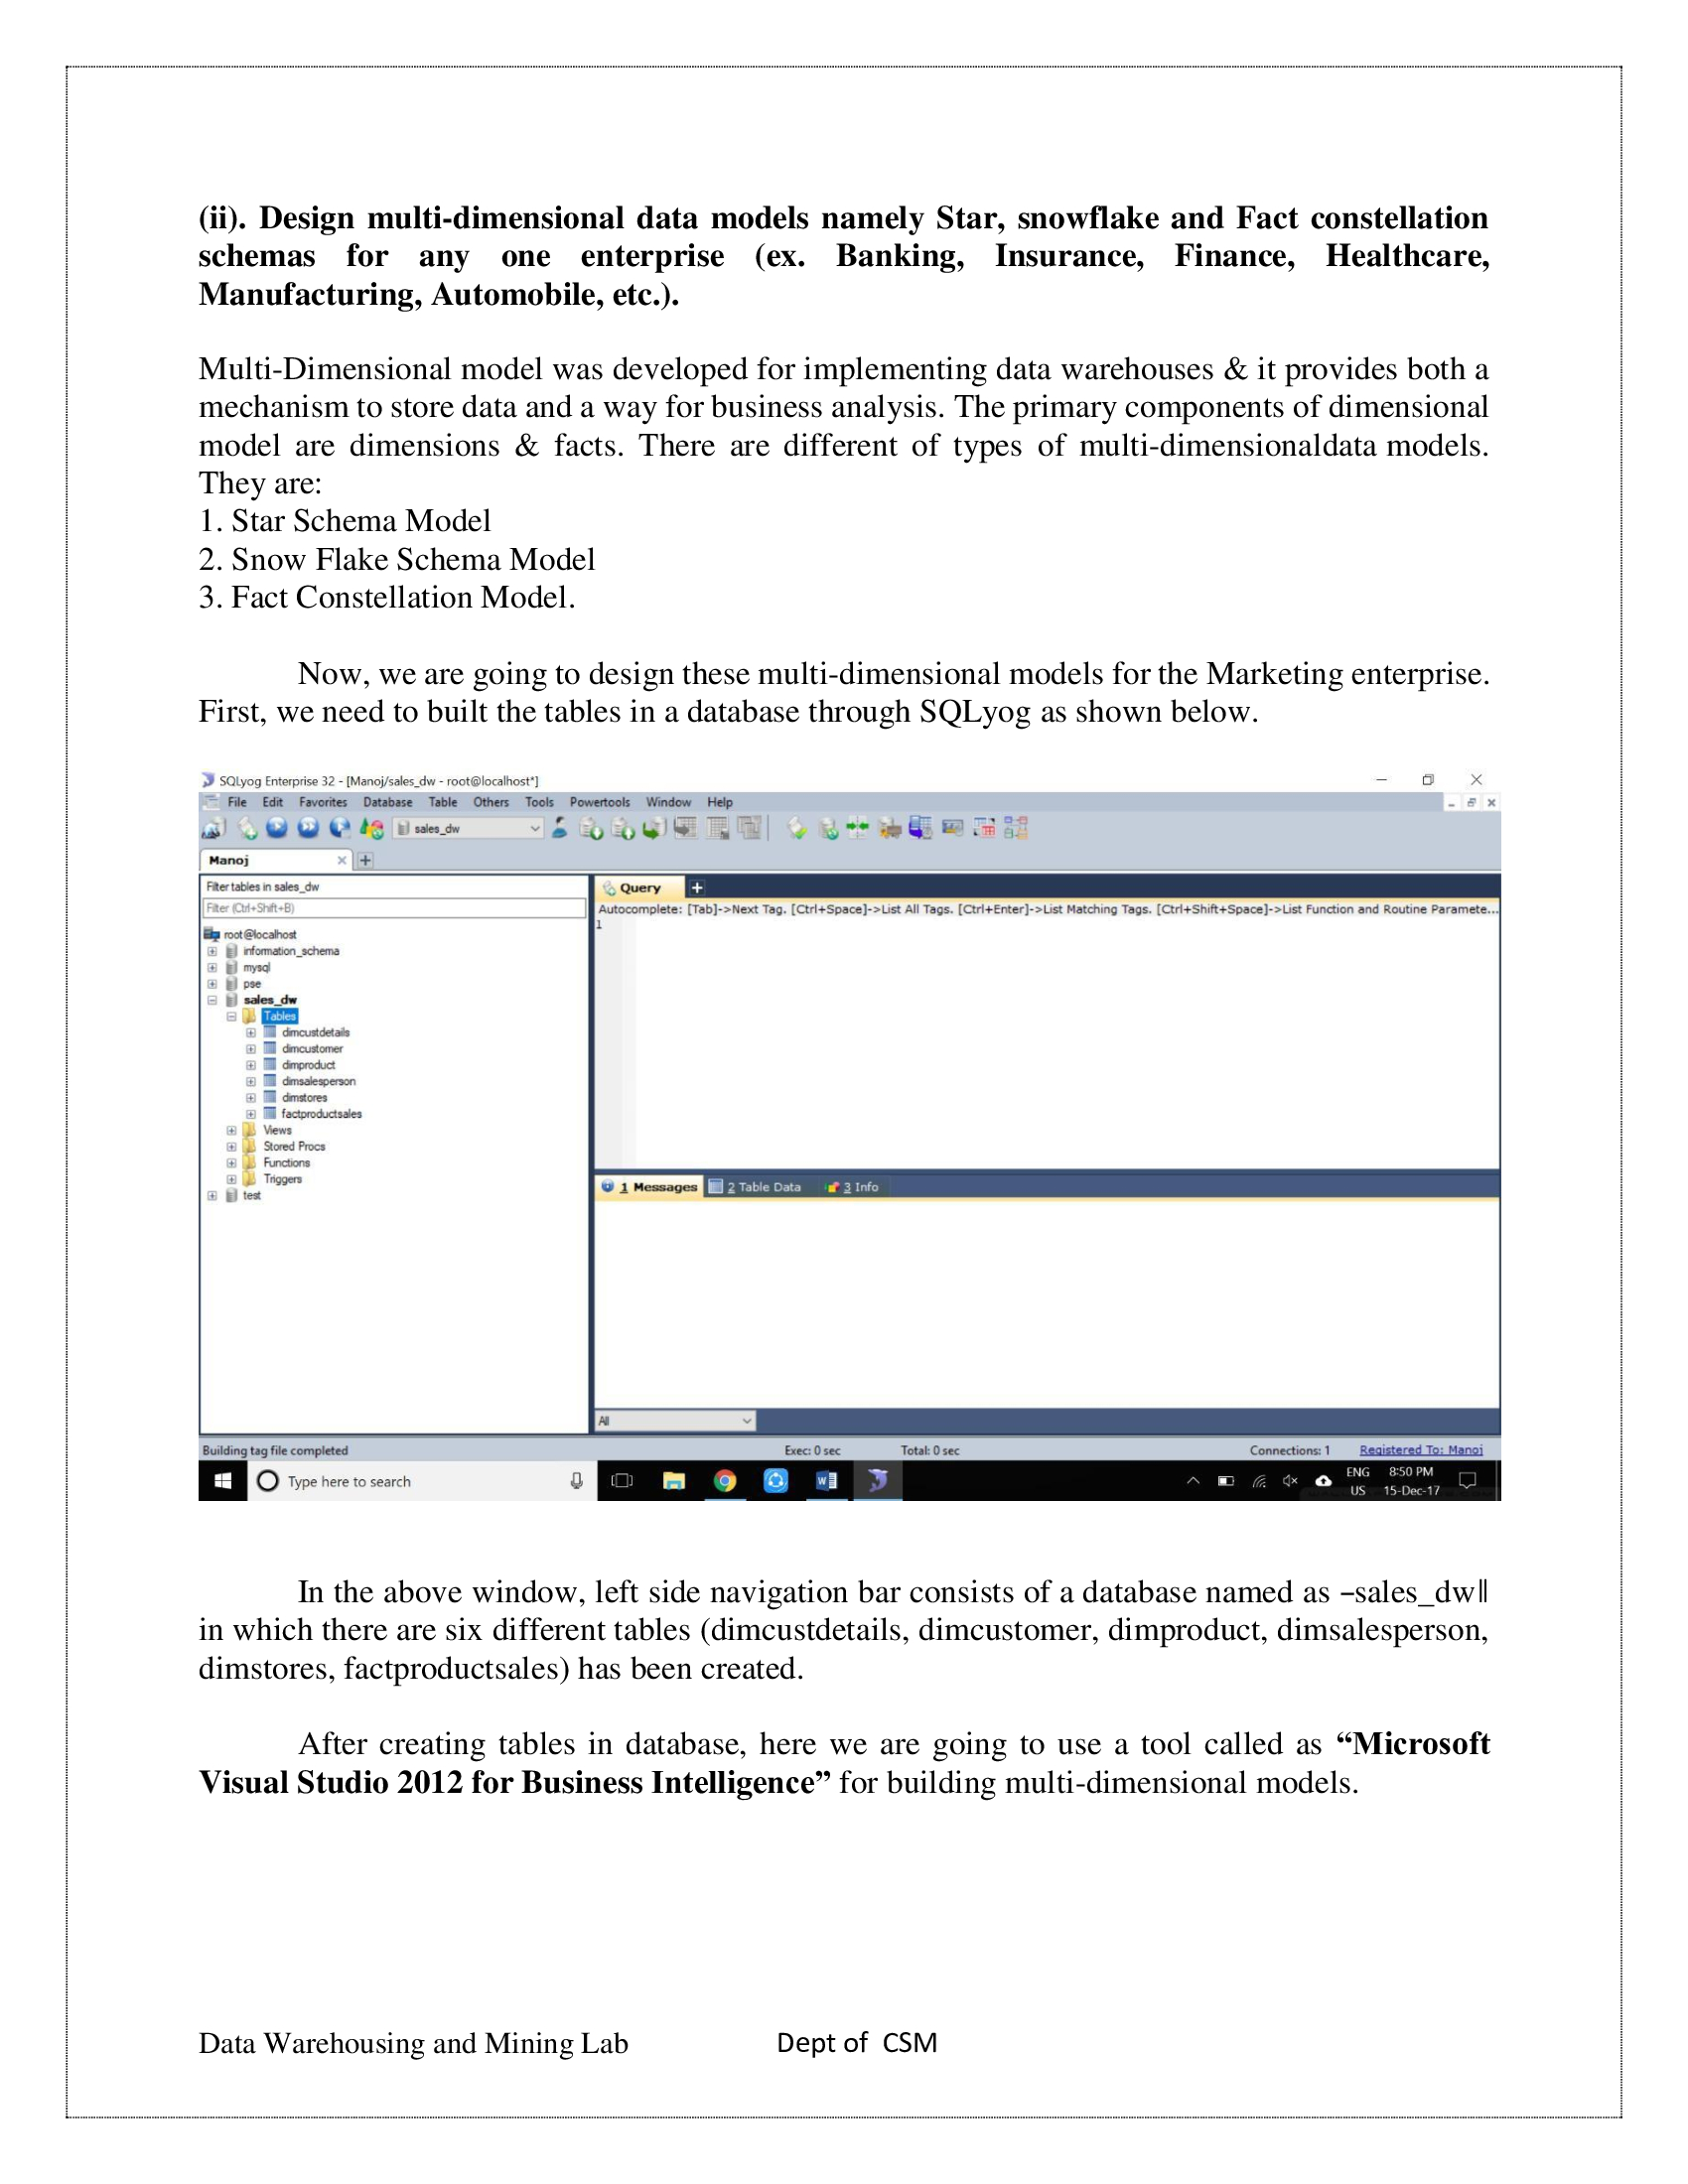 (ii). Design multi-dimensional data models namely Star, snowflake and Fact constellation
schemas for any one enterprise (ex. Banking, Insurance, Finance, Healthcare,
Manufacturing, Automobile, etc.).
Multi-Dimensional model was developed for implementing data warehouses & it provides both a
mechanism to store data and a way for business analysis. The primary components of dimensional
model are dimensions & facts. There are different of types of multi-dimensionaldata models.
They are:
1. Star Schema Model
2. Snow Flake Schema Model
3. Fact Constellation Model.
Now, we are going to design these multi-dimensional models for the Marketing enterprise.
First, we need to built the tables in a database through SQLyog as shown below.
SQLyog Enterprise 32 - [Manoj/sales_dw - root@localhost*]
File Edit Favorites Database Table Others Tools Powertools Window Help
sales_dw
Manoj
Filter tables in sales_dw
Filter (Ctrl+Shift+B)
root@localhost
information_schema
mysql
pse
sales_dw
Tables
dimcustdetails
dimcustomer
dimproduct
dimsalesperson
dimstores
factproductsales
Views
Stored Procs
Functions
Triggers
test
Query
Autocomplete: [Tab]->Next Tag. [Ctrl+Space]->List All Tags. [Ctrl+Enter]->List Matching Tags. [Ctrl+Shift+Space]->List Function and Routine Paramete...
1
1 Messages 2 Table Data 3 Info
All
Building tag file completed Exec: 0 sec Total: 0 sec Connections: 1 Registered To: Manoj
Type here to search
ENG 8:50 PM
US 15-Dec-17
In the above window, left side navigation bar consists of a database named as ―sales_dw‖
in which there are six different tables (dimcustdetails, dimcustomer, dimproduct, dimsalesperson,
dimstores, factproductsales) has been created.
After creating tables in database, here we are going to use a tool called as “Microsoft
Visual Studio 2012 for Business Intelligence” for building multi-dimensional models.
Data Warehousing and Mining Lab Dept of CSM